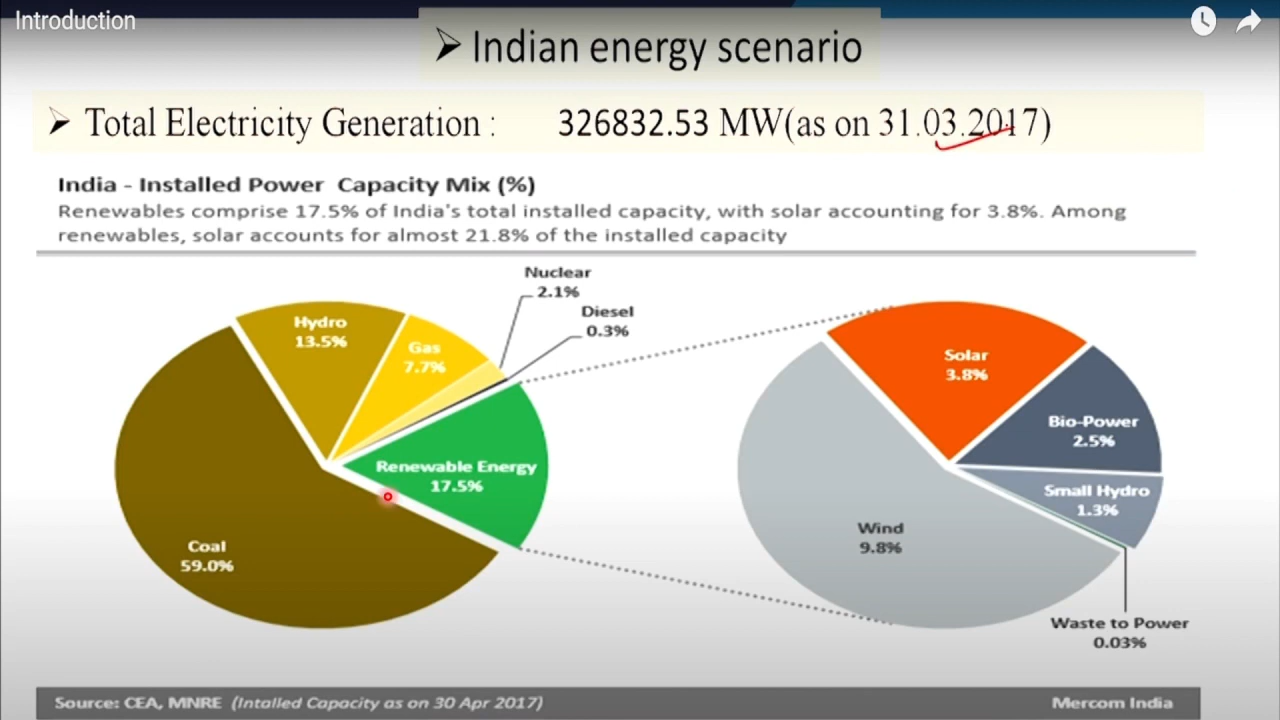 Introduction
➢ Indian energy scenario
➢ Total Electricity Generation : 326832.53 MW(as on 31.03.2017)
India - Installed Power Capacity Mix (%)
Renewables comprise 17.5% of India's total installed capacity, with solar accounting for 3.8%. Among
renewables, solar accounts for almost 21.8% of the installed capacity
Nuclear
2.1%
Diesel
0.3%
Hydro
13.5%
Gas
7.7%
Renewable Energy
17.5%
Coal
59.0%
Solar
3.8%
Bio-Power
2.5%
Small Hydro
1.3%
Wind
9.8%
Waste to Power
0.03%
Source: CEA, MNRE (Intalled Capacity as on 30 Apr 2017)
Mercom India